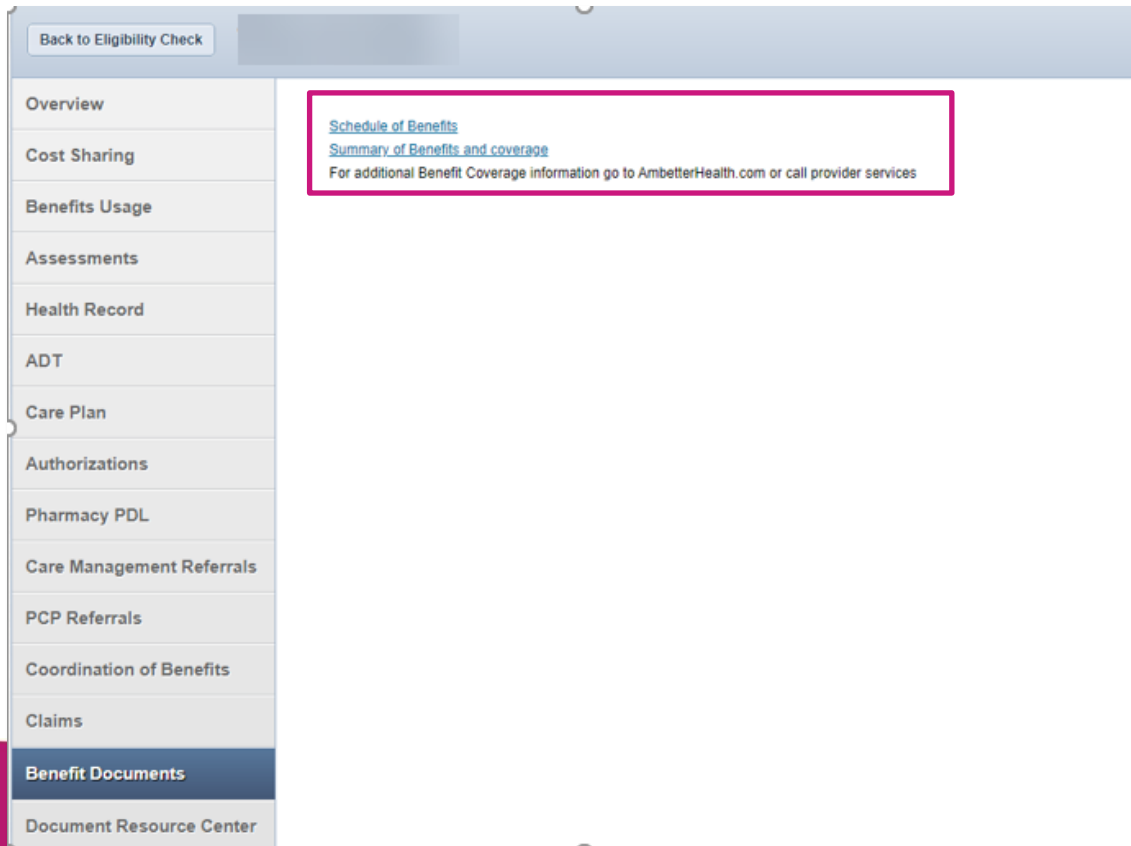 Back to Eligibility Check
Overview
Cost Sharing
Benefits Usage
Assessments
Health Record
ADT
Care Plan
Authorizations
Pharmacy PDL
Care Management Referrals
PCP Referrals
Coordination of Benefits
Claims
Benefit Documents
Document Resource Center
Schedule of Benefits
Summary of Benefits and coverage
For additional Benefit Coverage information go to AmbetterHealth.com or call provider services